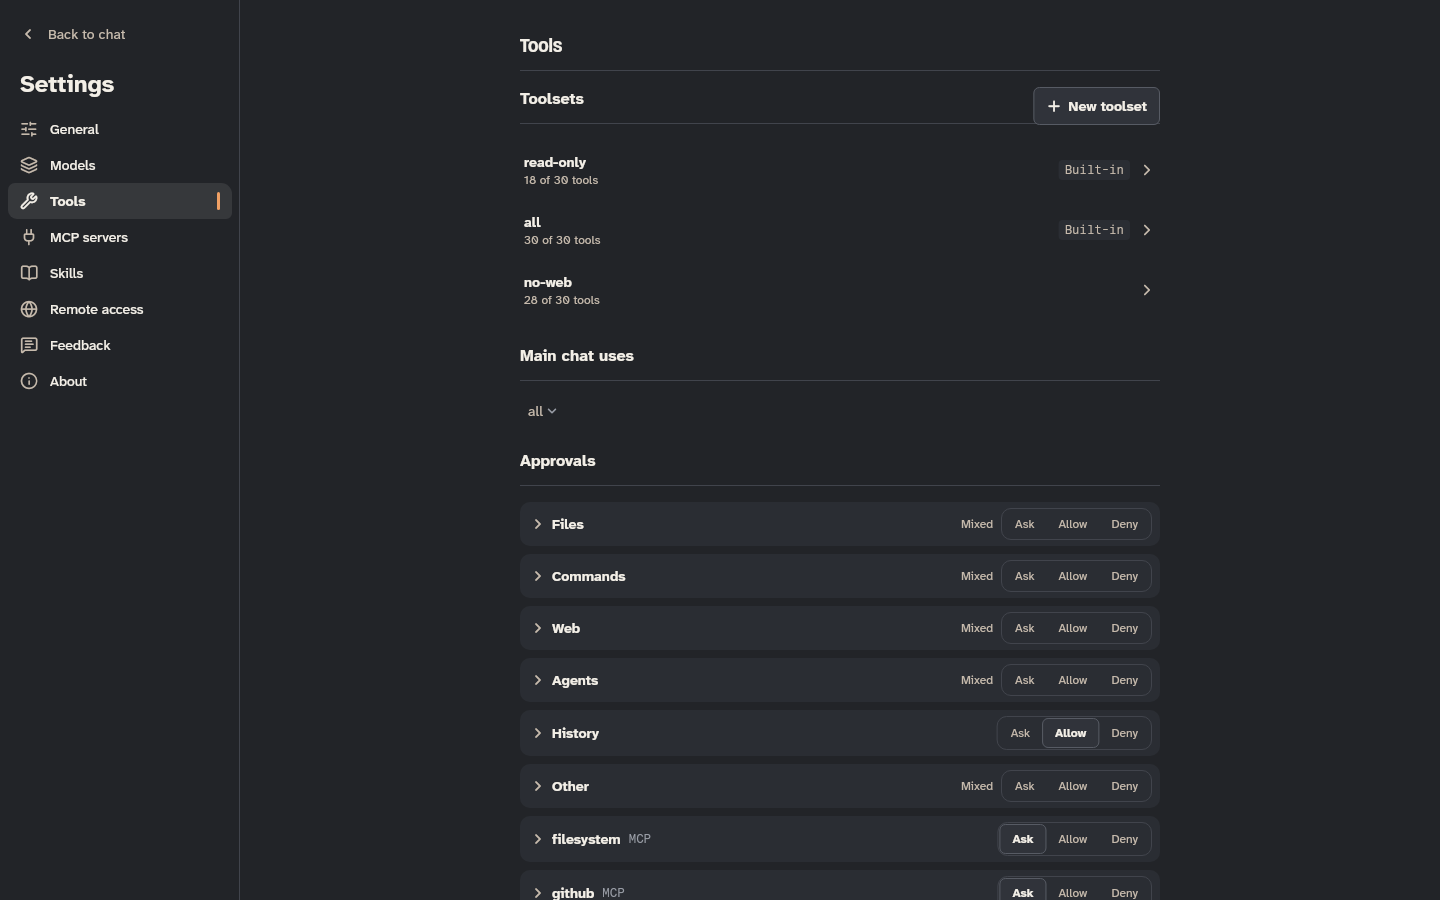 Back to chat
Settings
General
Models
Tools
MCP servers
Skills
Remote access
Feedback
About
Tools
Toolsets
New toolset
read-only
18 of 30 tools
Built-in
all
30 of 30 tools
Built-in
no-web
28 of 30 tools
Main chat uses
all
Approvals
Files Mixed Ask Allow Deny
Commands Mixed Ask Allow Deny
Web Mixed Ask Allow Deny
Agents Mixed Ask Allow Deny
History Ask Allow Deny
Other Mixed Ask Allow Deny
filesystem MCP Ask Allow Deny
github MCP Ask Allow Deny